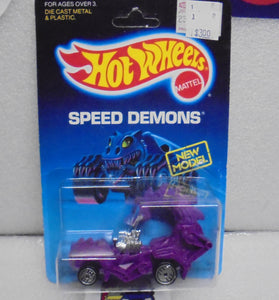 FOR AGES OVER 3.
DIE CAST METAL
& PLASTIC.
Hot Wheels
MATTEL
SPEED DEMONS®
NEW
MODEL